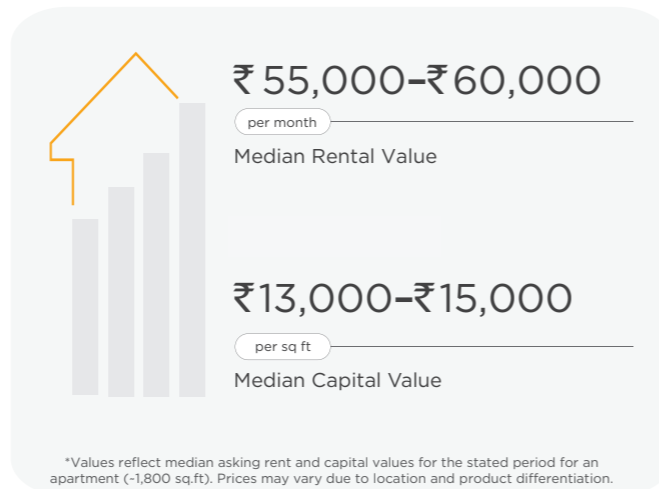 ₹ 55,000–₹ 60,000
per month
Median Rental Value
₹13,000–₹15,000
per sq ft
Median Capital Value
*Values reflect median asking rent and capital values for the stated period for an
apartment (~1,800 sq.ft). Prices may vary due to location and product differentiation.